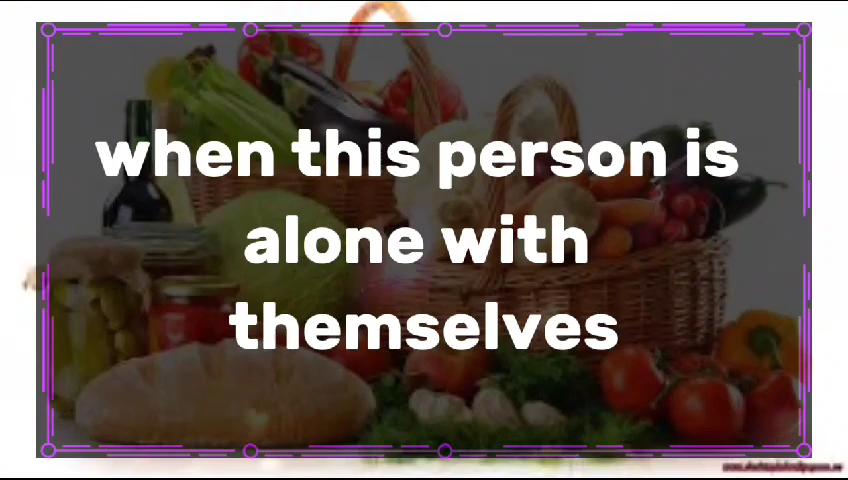 when this person is
alone with
themselves